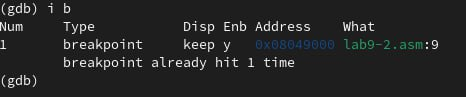 (gdb) i b
Num     Type           Disp Enb Address    What
1       breakpoint     keep y   0x08049000 lab9-2.asm:9
        breakpoint already hit 1 time
(gdb)